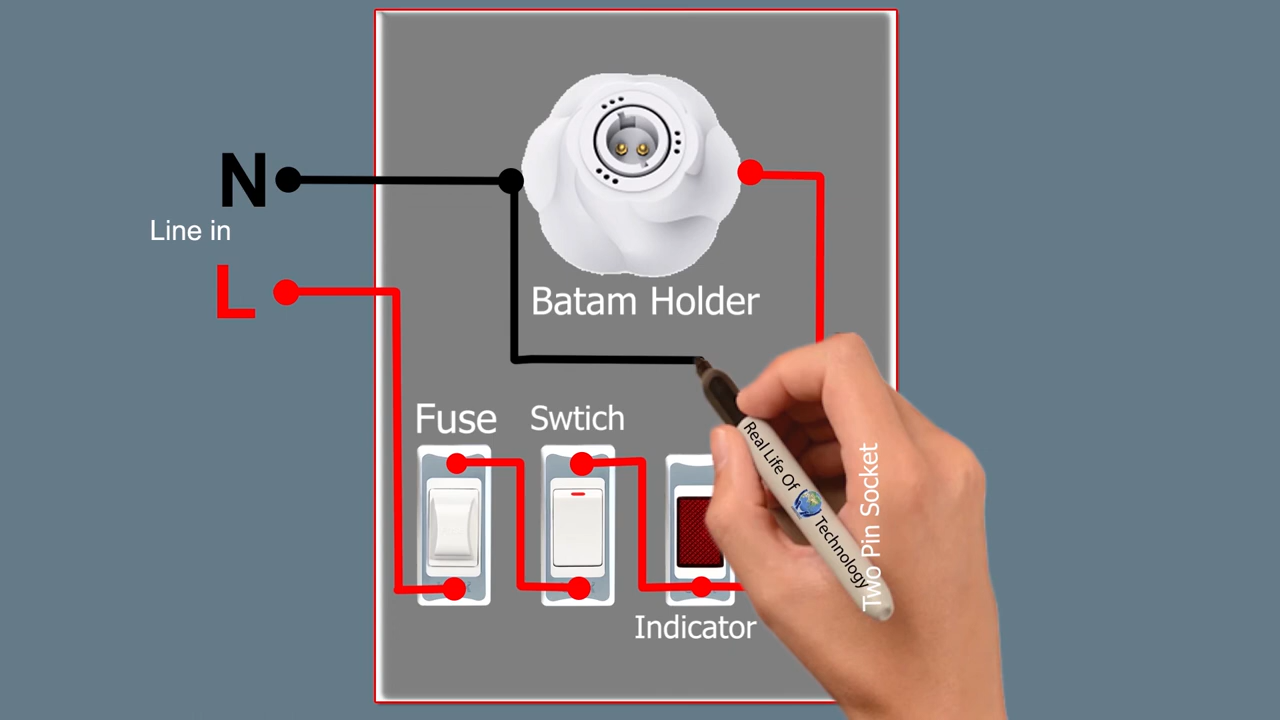 N
Line in
L
Batam Holder
Fuse
Swtich
Real Life Of Technology
Two Pin Socket
Indicator